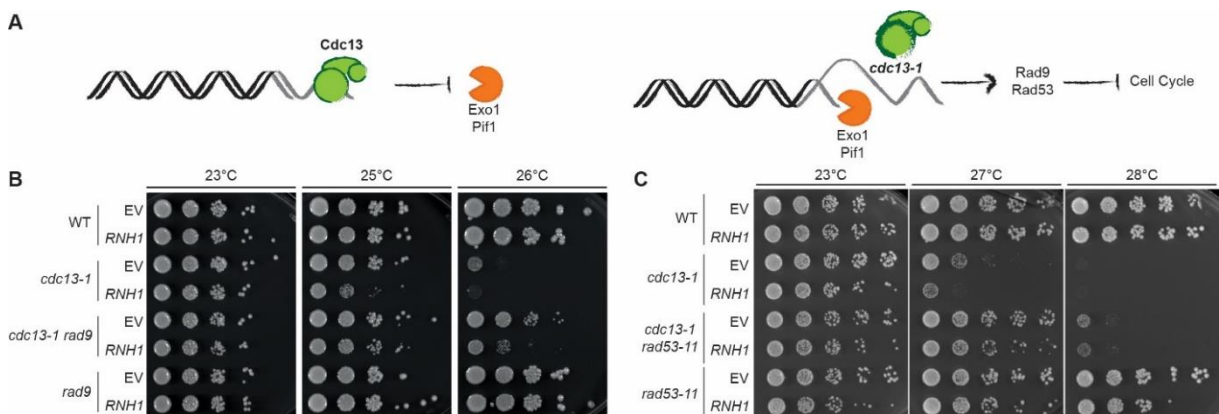 A
Cdc13
Exo1
Pif1
cdc13-1
Exo1
Pif1
Rad9
Rad53
Cell Cycle
B
23°C
25°C
26°C
WT
EV
RNH1
cdc13-1
EV
RNH1
cdc13-1 rad9
EV
RNH1
rad9
EV
RNH1
C
23°C
27°C
28°C
WT
EV
RNH1
cdc13-1
EV
RNH1
cdc13-1
rad53-11
EV
RNH1
rad53-11
EV
RNH1